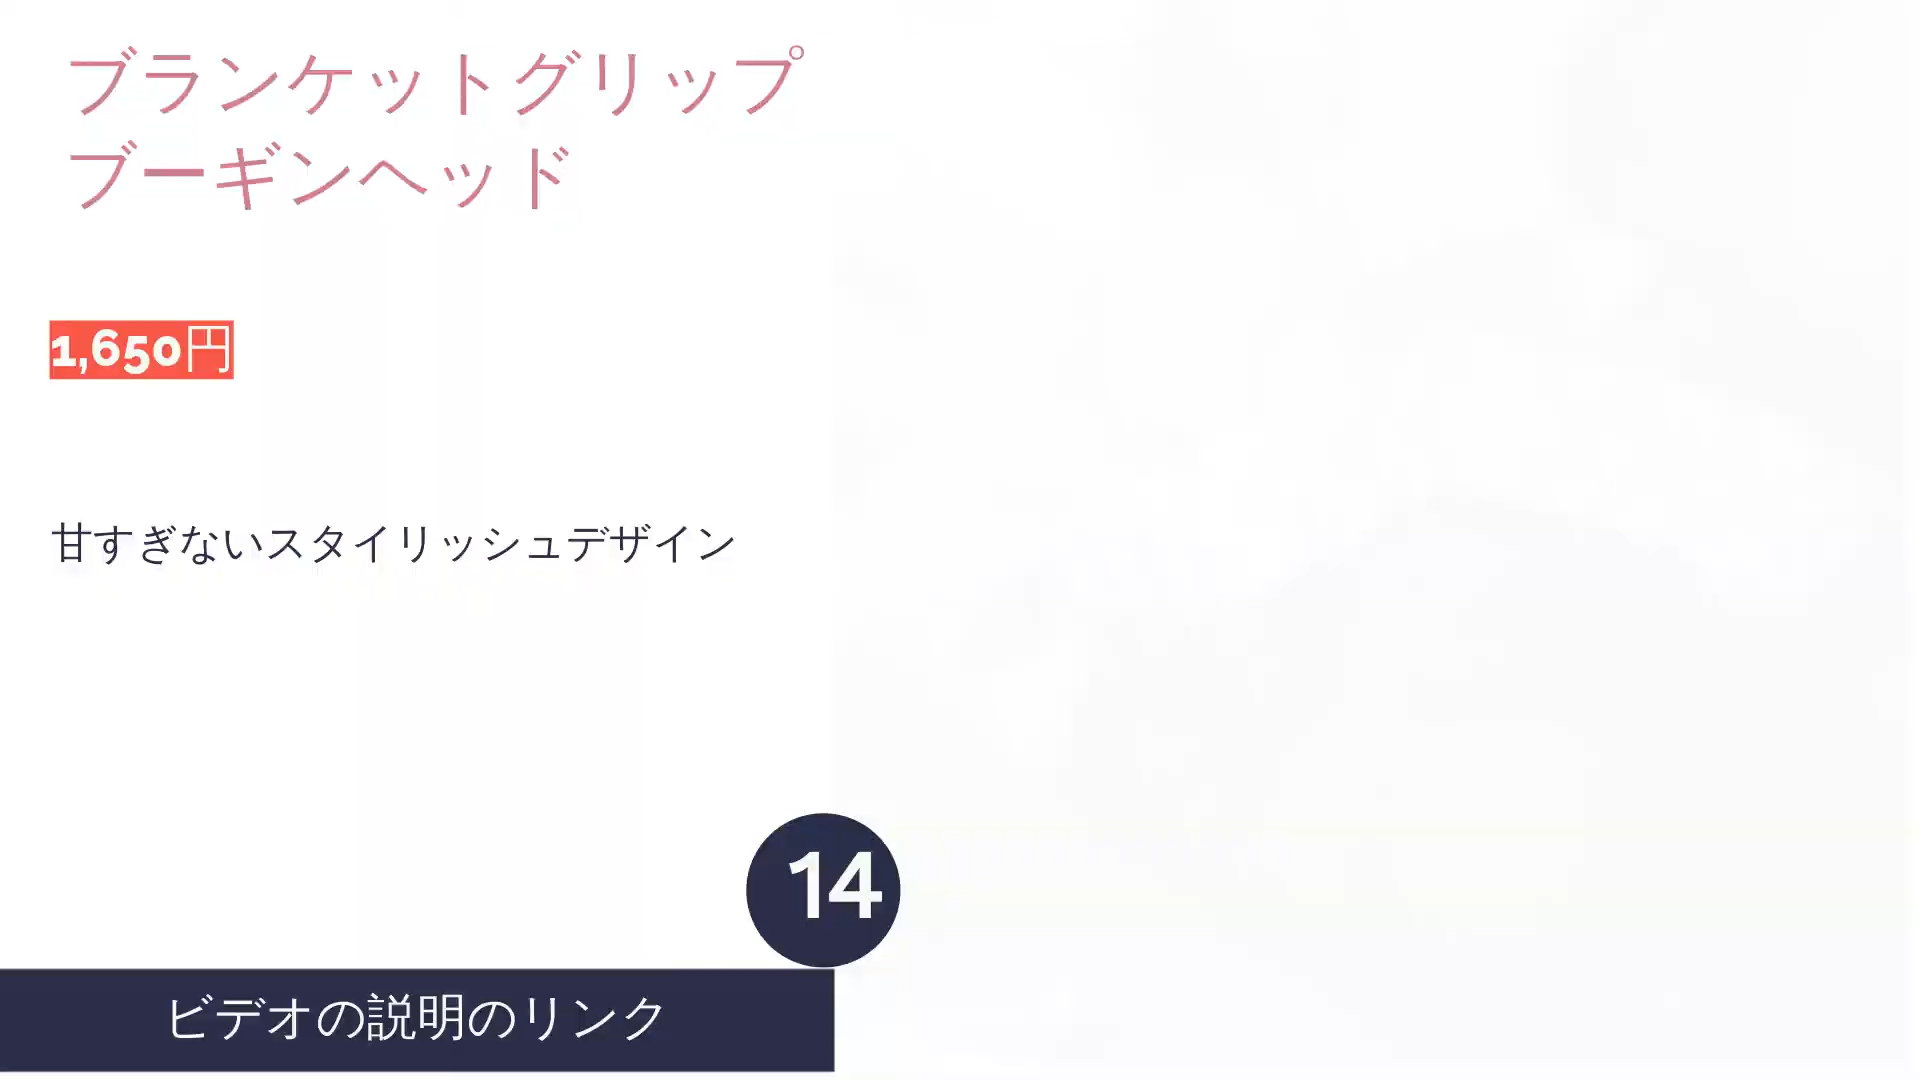 ブランケットグリップ
ブーギンヘッド
1,650円
甘すぎないスタイリッシュデザイン
14
ビデオの説明のリンク